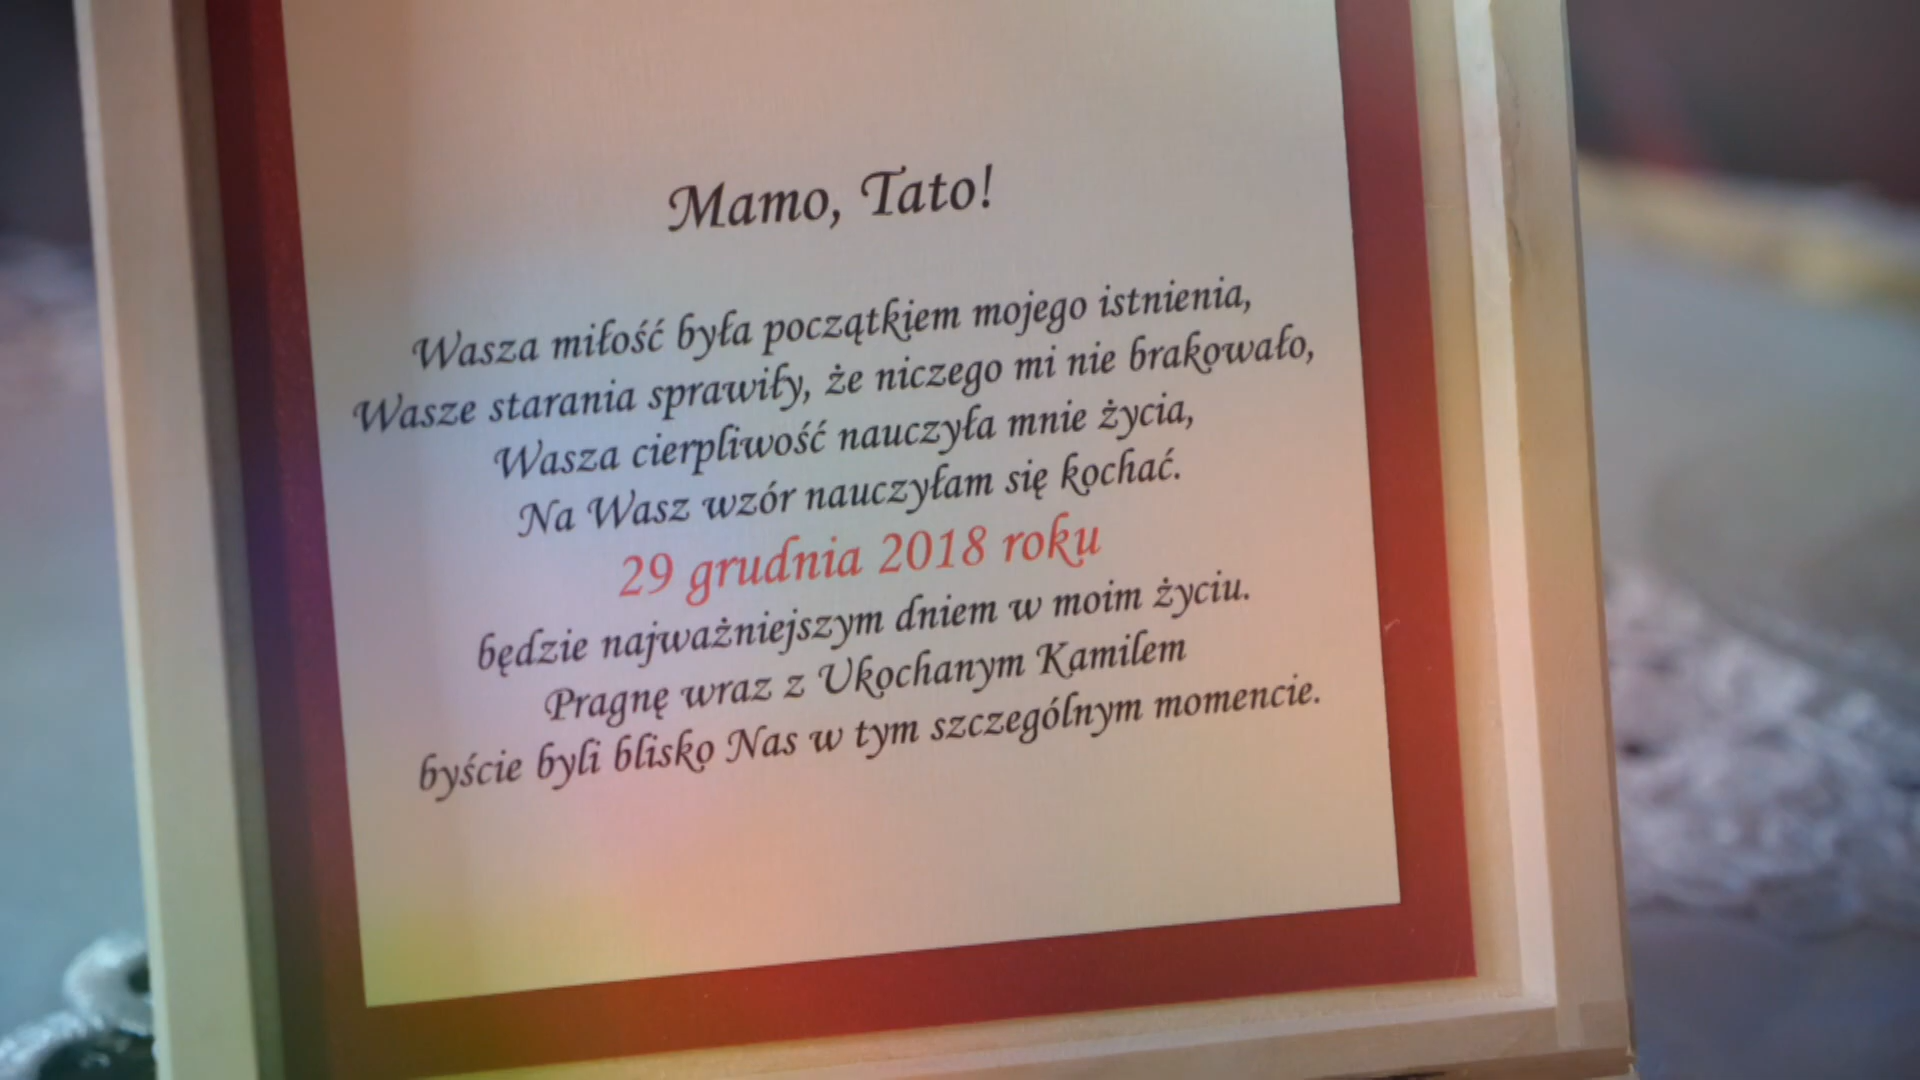 Mamo, Tato!
Wasza miłość była początkiem mojego istnienia,
Wasze starania sprawiły, że niczego mi nie brakowało,
Wasza cierpliwość nauczyła mnie życia,
Na Wasz wzór nauczyłam się kochać.
29 grudnia 2018 roku
będzie najważniejszym dniem w moim życiu.
Pragnę wraz z Ukochanym Kamilem
byście byli blisko Nas w tym szczególnym momencie.